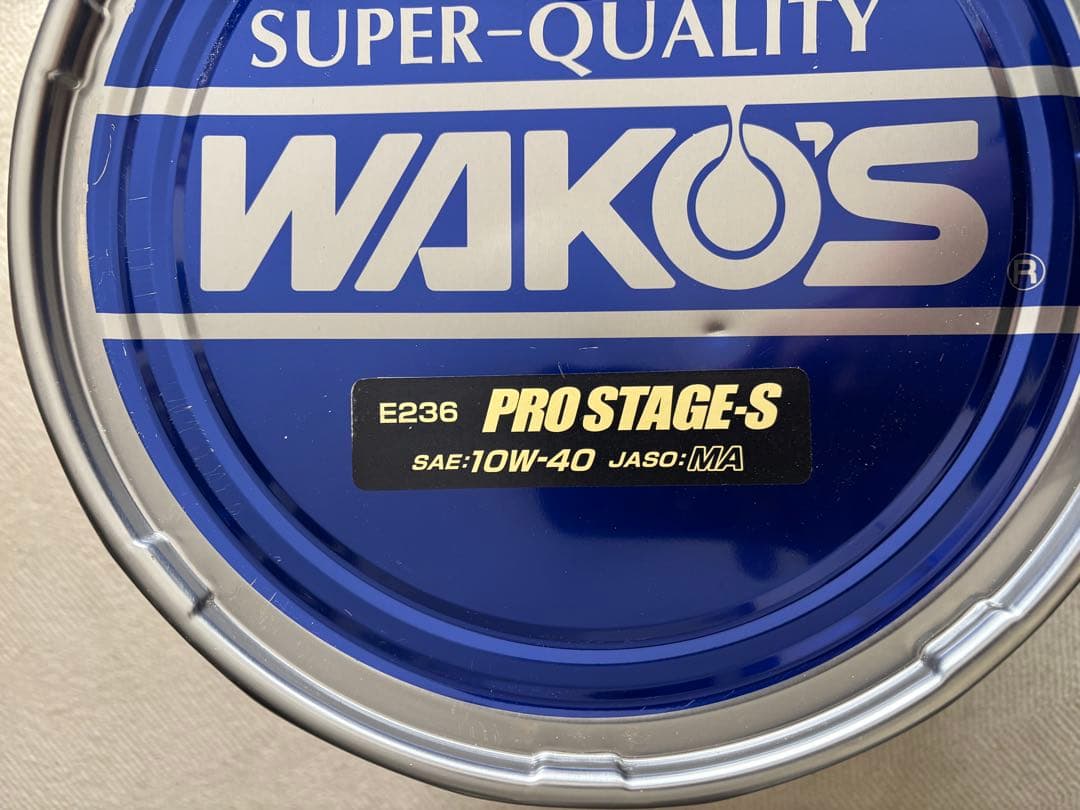 SUPER-QUALITY
WAKO'S ®
E236 PRO STAGE-S
SAE:10W-40 JASO:MA